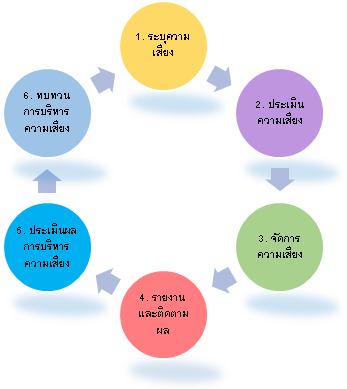 1. ระบุความ
เสี่ยง
2. ประเมิน
ความเสี่ยง
3. จัดการ
ความเสี่ยง
4. รายงาน
และติดตาม
ผล
5. ประเมินผล
การบริหาร
ความเสี่ยง
6. ทบทวน
การบริหาร
ความเสี่ยง